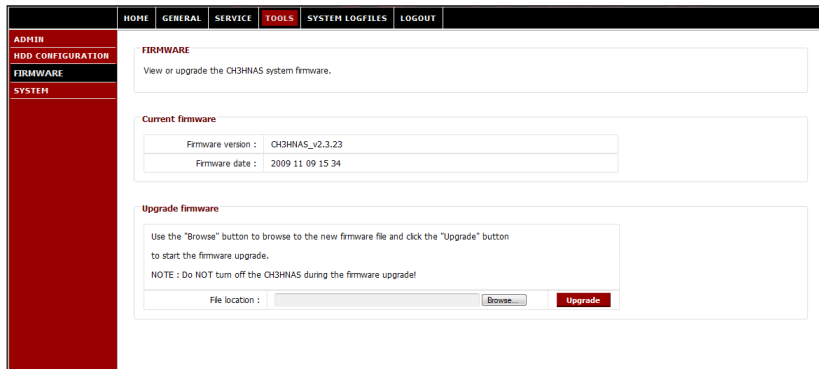 HOME GENERAL SERVICE TOOLS SYSTEM LOGFILES LOGOUT
ADMIN
HDD CONFIGURATION
FIRMWARE
SYSTEM
FIRMWARE
View or upgrade the CH3HNAS system firmware.
Current firmware
Firmware version : CH3HNAS_v2.3.23
Firmware date : 2009 11 09 15 34
Upgrade firmware
Use the "Browse" button to browse to the new firmware file and click the "Upgrade" button
to start the firmware upgrade.
NOTE : Do NOT turn off the CH3HNAS during the firmware upgrade!
File location : Browse... Upgrade